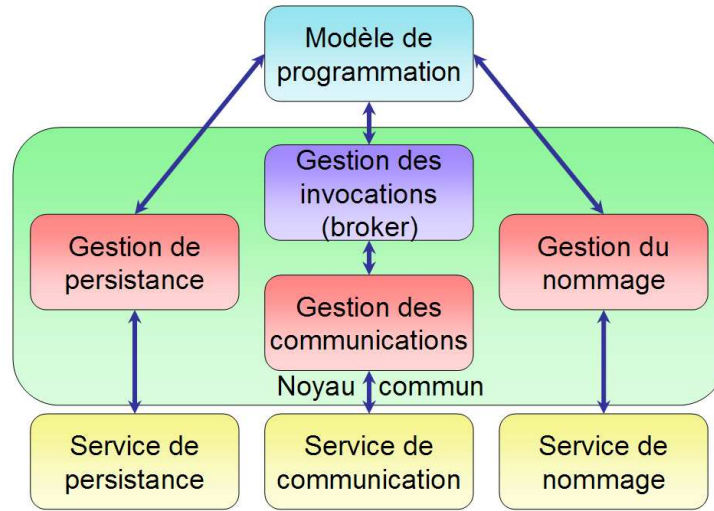 Modèle de
programmation
Gestion des
invocations
(broker)
Gestion de
persistance
Gestion du
nommage
Gestion des
communications
Noyau commun
Service de
persistance
Service de
communication
Service de
nommage